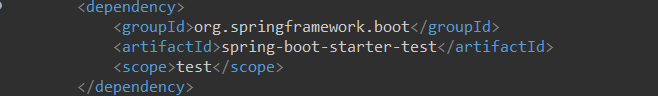 <dependency>
<groupId>org.springframework.boot</groupId>
<artifactId>spring-boot-starter-test</artifactId>
<scope>test</scope>
</dependency>